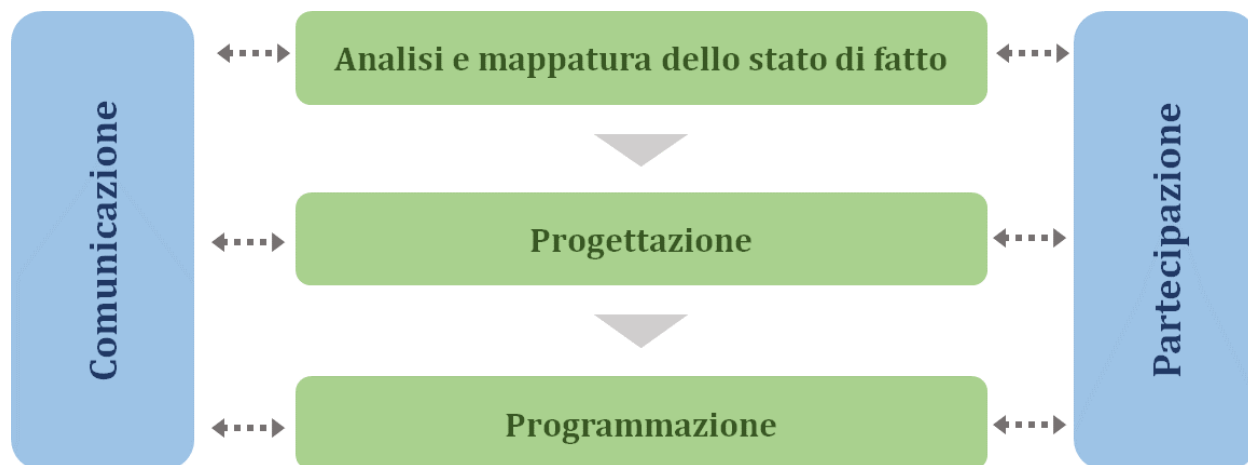 Comunicazione
Analisi e mappatura dello stato di fatto
Progettazione
Programmazione
Partecipazione